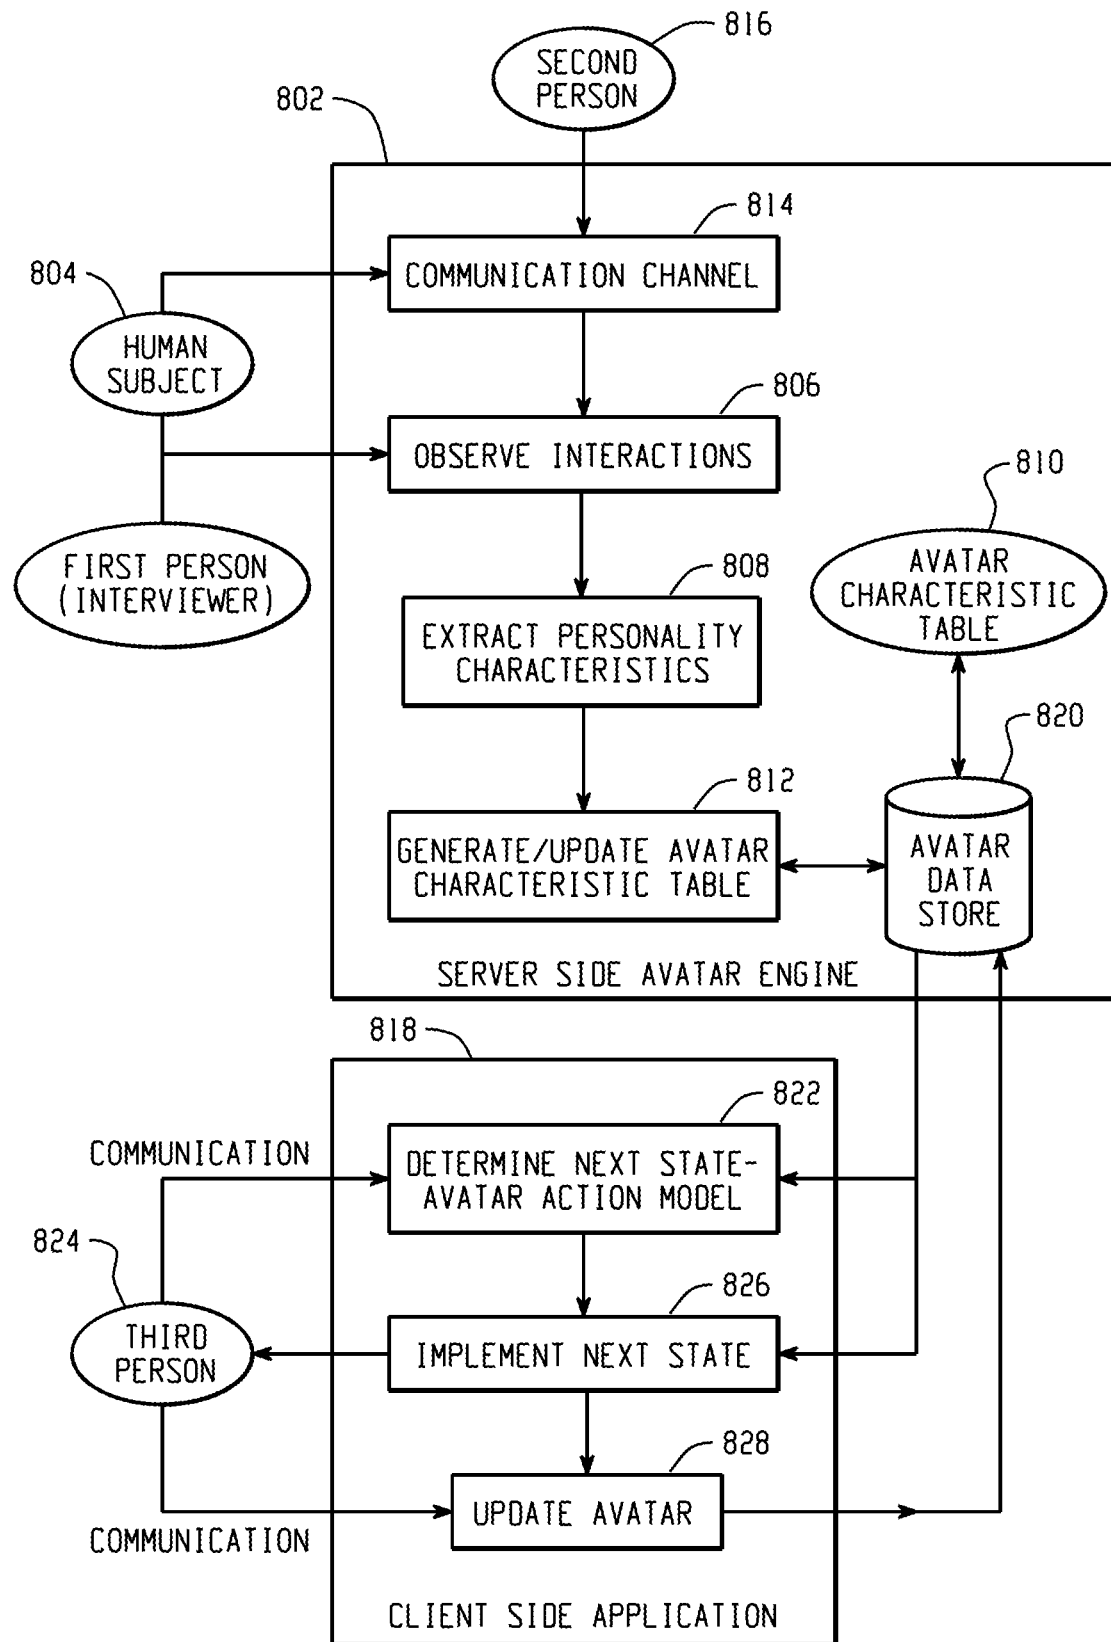 816
SECOND
PERSON
802
814
COMMUNICATION CHANNEL
804
HUMAN
SUBJECT
806
OBSERVE INTERACTIONS
810
FIRST PERSON
(INTERVIEWER)
808
AVATAR
CHARACTERISTIC
TABLE
EXTRACT PERSONALITY
CHARACTERISTICS
820
812
GENERATE/UPDATE AVATAR
CHARACTERISTIC TABLE
AVATAR
DATA
STORE
SERVER SIDE AVATAR ENGINE
818
822
COMMUNICATION
DETERMINE NEXT STATE-
AVATAR ACTION MODEL
824
826
THIRD
PERSON
IMPLEMENT NEXT STATE
828
UPDATE AVATAR
COMMUNICATION
CLIENT SIDE APPLICATION